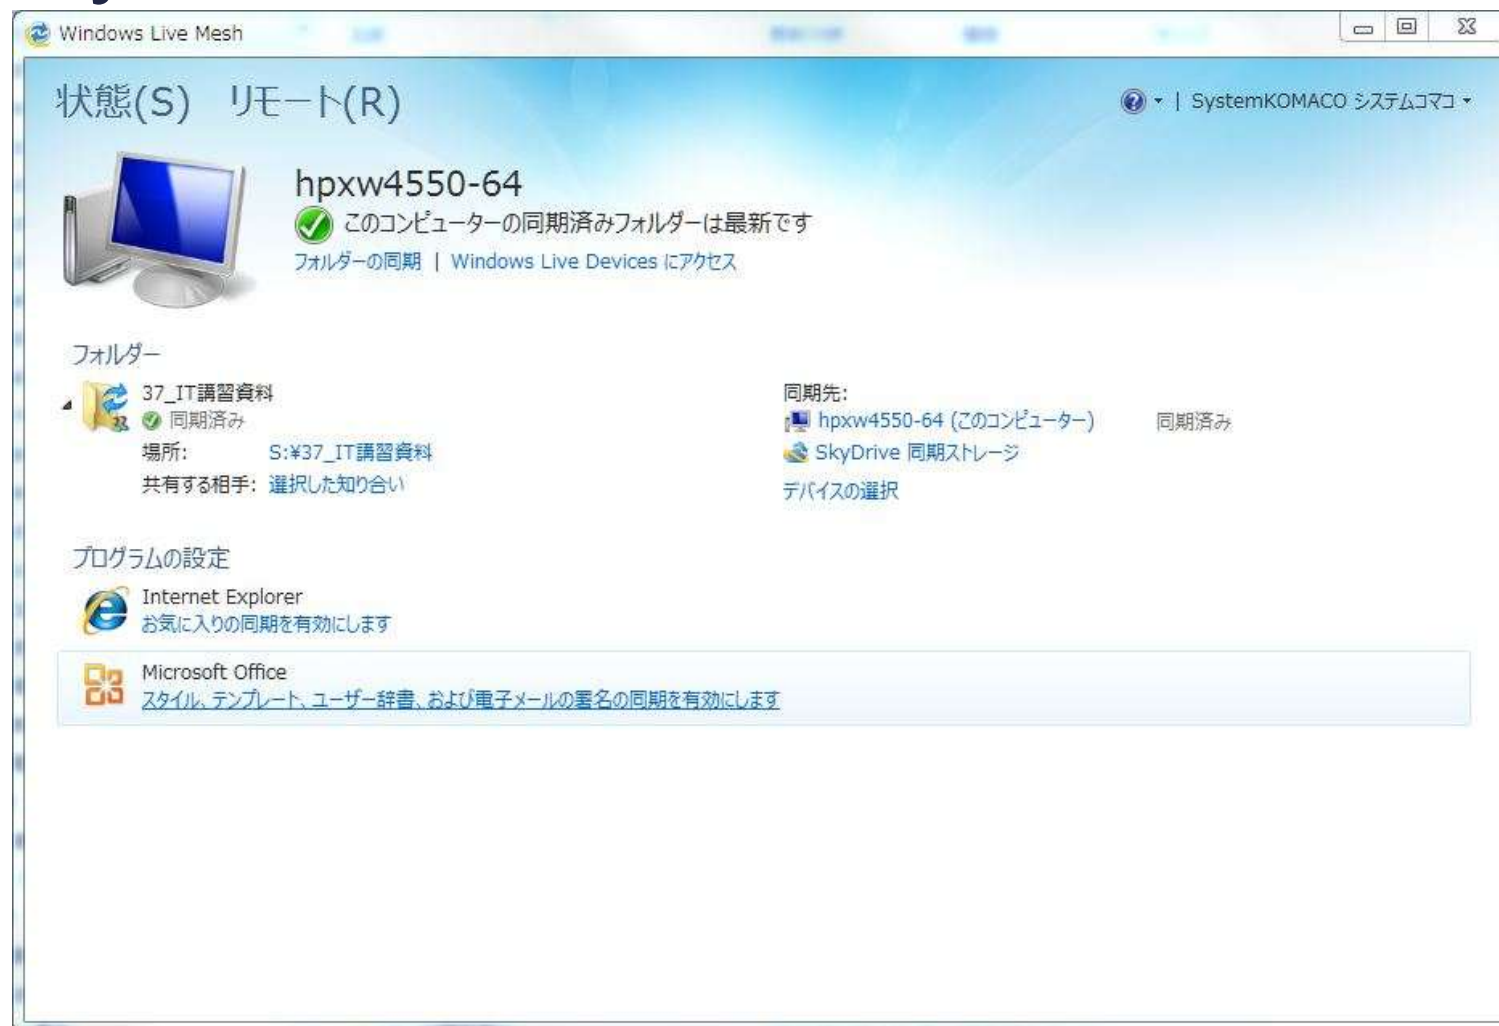 Windows Live Mesh
状態(S) リモート(R)
SystemKOMACO システムコマコ
hpxw4550-64
このコンピューターの同期済みフォルダーは最新です
フォルダーの同期 | Windows Live Devices にアクセス
フォルダー
37_IT講習資料
同期済み
場所: S:¥37_IT講習資料
共有する相手: 選択した知り合い
同期先:
hpxw4550-64 (このコンピューター) 同期済み
SkyDrive 同期ストレージ
デバイスの選択
プログラムの設定
Internet Explorer
お気に入りの同期を有効にします
Microsoft Office
スタイル、テンプレート、ユーザー辞書、および電子メールの署名の同期を有効にします